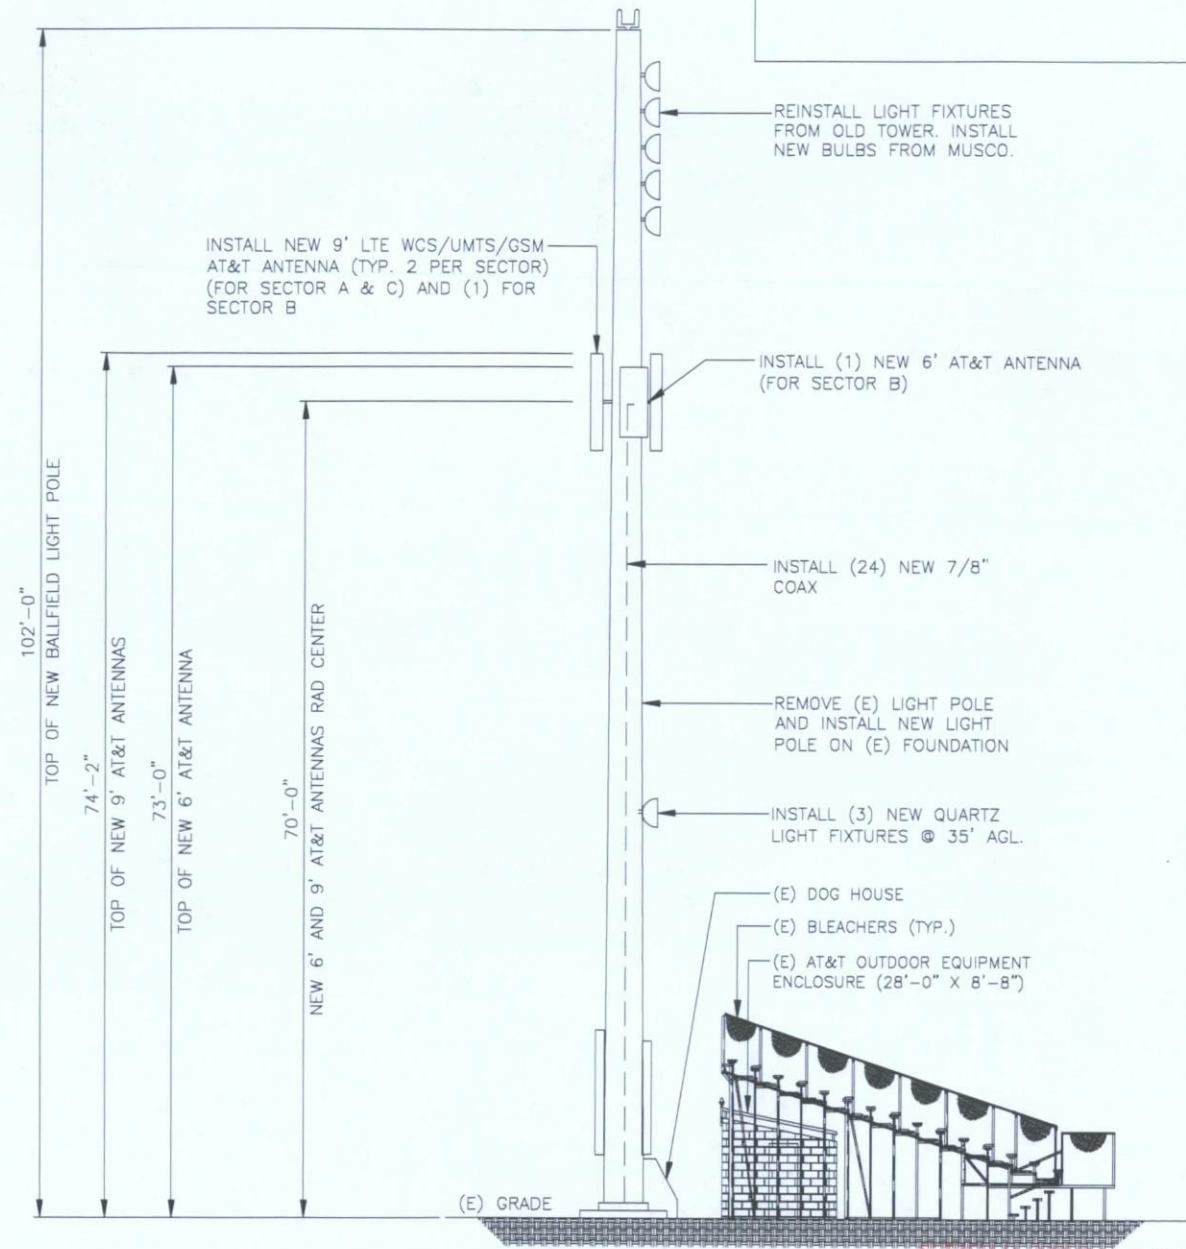 REINSTALL LIGHT FIXTURES
FROM OLD TOWER. INSTALL
NEW BULBS FROM MUSCO.
INSTALL NEW 9' LTE WCS/UMTS/GSM
AT&T ANTENNA (TYP. 2 PER SECTOR)
(FOR SECTOR A & C) AND (1) FOR
SECTOR B
INSTALL (1) NEW 6' AT&T ANTENNA
(FOR SECTOR B)
102'-0"
TOP OF NEW BALLFIELD LIGHT POLE
74'-2"
TOP OF NEW 9' AT&T ANTENNAS
73'-0"
TOP OF NEW 6' AT&T ANTENNA
70'-0"
NEW 6' AND 9' AT&T ANTENNAS RAD CENTER
INSTALL (24) NEW 7/8"
COAX
REMOVE (E) LIGHT POLE
AND INSTALL NEW LIGHT
POLE ON (E) FOUNDATION
INSTALL (3) NEW QUARTZ
LIGHT FIXTURES @ 35' AGL.
(E) DOG HOUSE
(E) BLEACHERS (TYP.)
(E) AT&T OUTDOOR EQUIPMENT
ENCLOSURE (28'-0" X 8'-8")
(E) GRADE